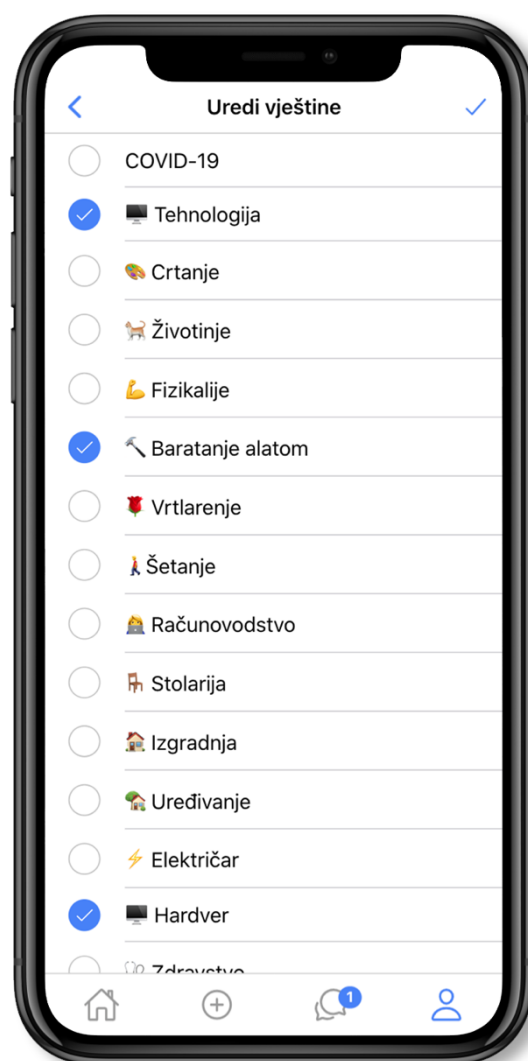 Uredi vještine
COVID-19
Tehnologija
Crtanje
Životinje
Fizikalije
Baratanje alatom
Vrtlarenje
Šetanje
Računovodstvo
Stolarija
Izgradnja
Uređivanje
Električar
Hardver
Zdravstvo
1